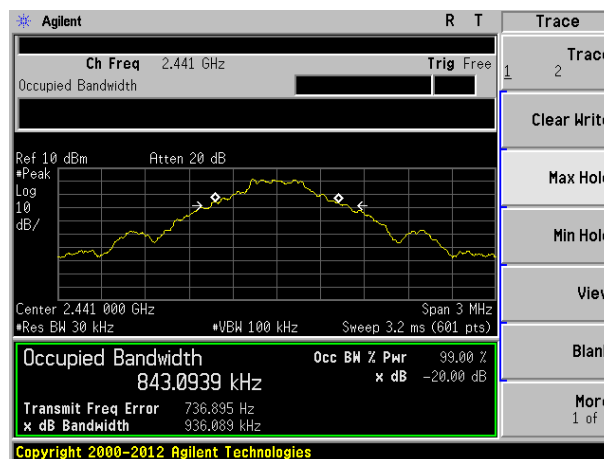 Agilent R T Trace
Ch Freq 2.441 GHz Trig Free
Occupied Bandwidth
Trace
1 2
Clear Write
Max Hold
Min Hold
View
Blank
More
1 of
Ref 10 dBm Atten 20 dB
#Peak
Log
10
dB/
Center 2.441 000 GHz Span 3 MHz
#Res BW 30 kHz #VBW 100 kHz Sweep 3.2 ms (601 pts)
Occupied Bandwidth Occ BW % Pwr 99.00 %
843.0939 kHz x dB -20.00 dB
Transmit Freq Error 736.895 Hz
x dB Bandwidth 936.089 kHz
Copyright 2000-2012 Agilent Technologies